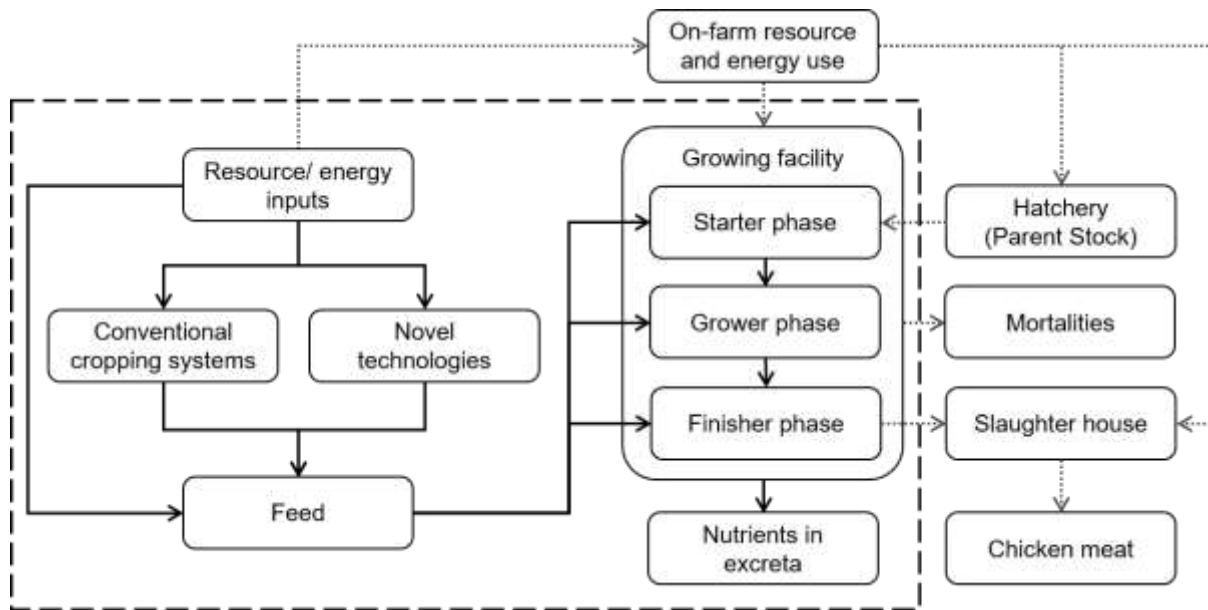 On-farm resource
and energy use
Resource/ energy
inputs
Conventional
cropping systems
Novel
technologies
Feed
Growing facility
Starter phase
Grower phase
Finisher phase
Nutrients in
excreta
Hatchery
(Parent Stock)
Mortalities
Slaughter house
Chicken meat